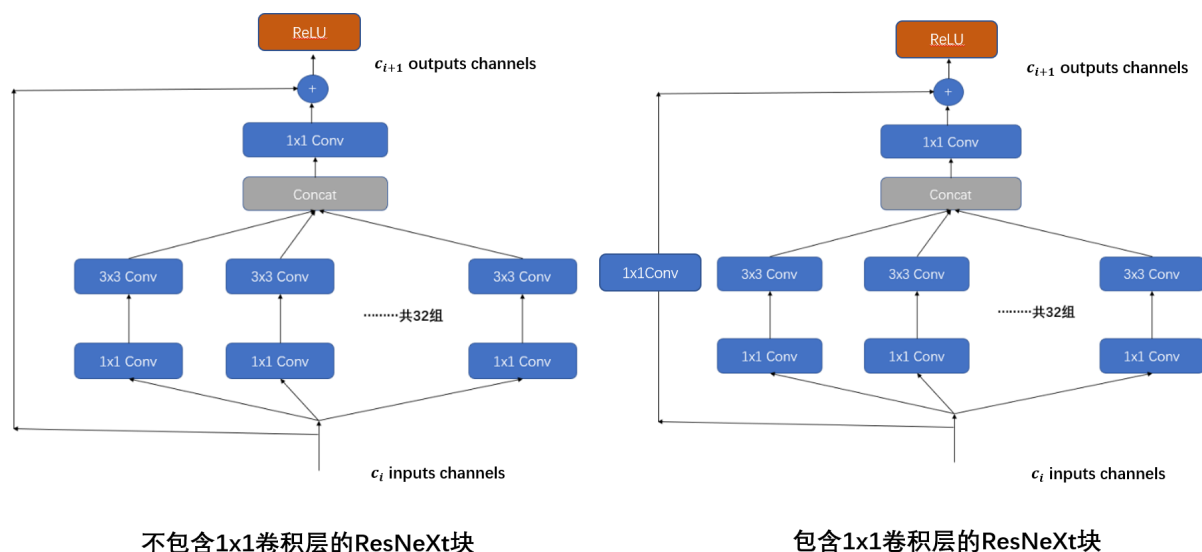 ReLU
c_{i+1} outputs channels
+
1x1 Conv
Concat
3x3 Conv
3x3 Conv
3x3 Conv
………共32组
1x1 Conv
1x1 Conv
1x1 Conv
c_i inputs channels
不包含1x1卷积层的ResNeXt块
ReLU
c_{i+1} outputs channels
+
1x1 Conv
Concat
1x1Conv
3x3 Conv
3x3 Conv
3x3 Conv
………共32组
1x1 Conv
1x1 Conv
1x1 Conv
c_i inputs channels
包含1x1卷积层的ResNeXt块